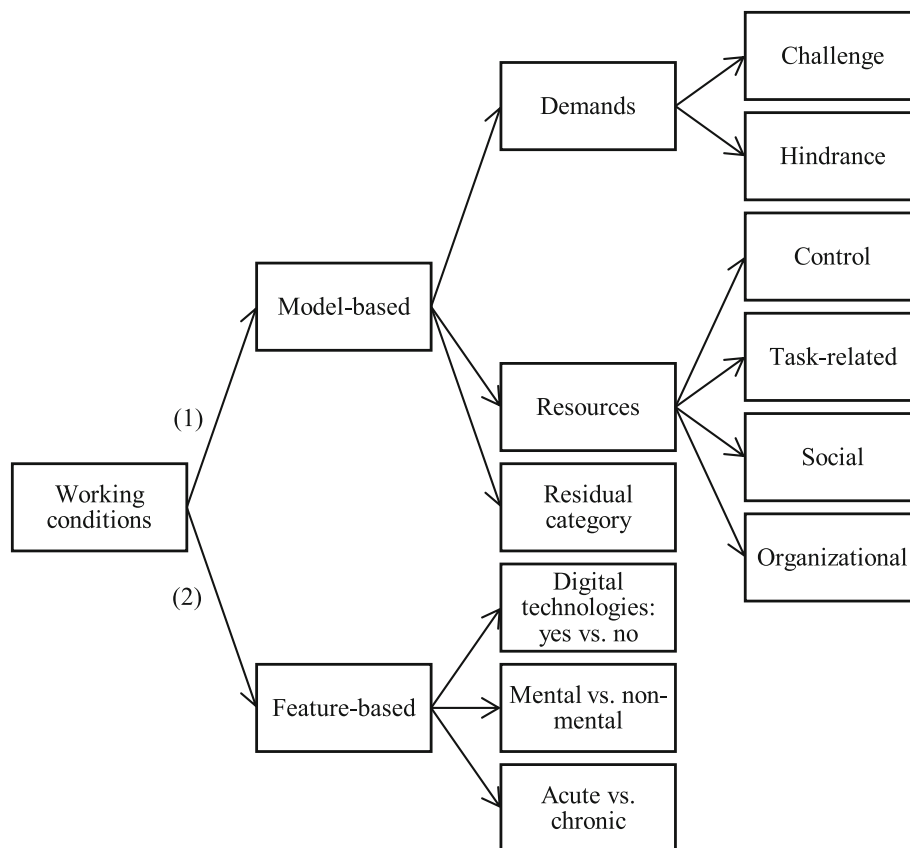 Working
conditions
(1)
(2)
Model-based
Feature-based
Demands
Resources
Residual
category
Digital
technologies:
yes vs. no
Mental vs. non-
mental
Acute vs.
chronic
Challenge
Hindrance
Control
Task-related
Social
Organizational